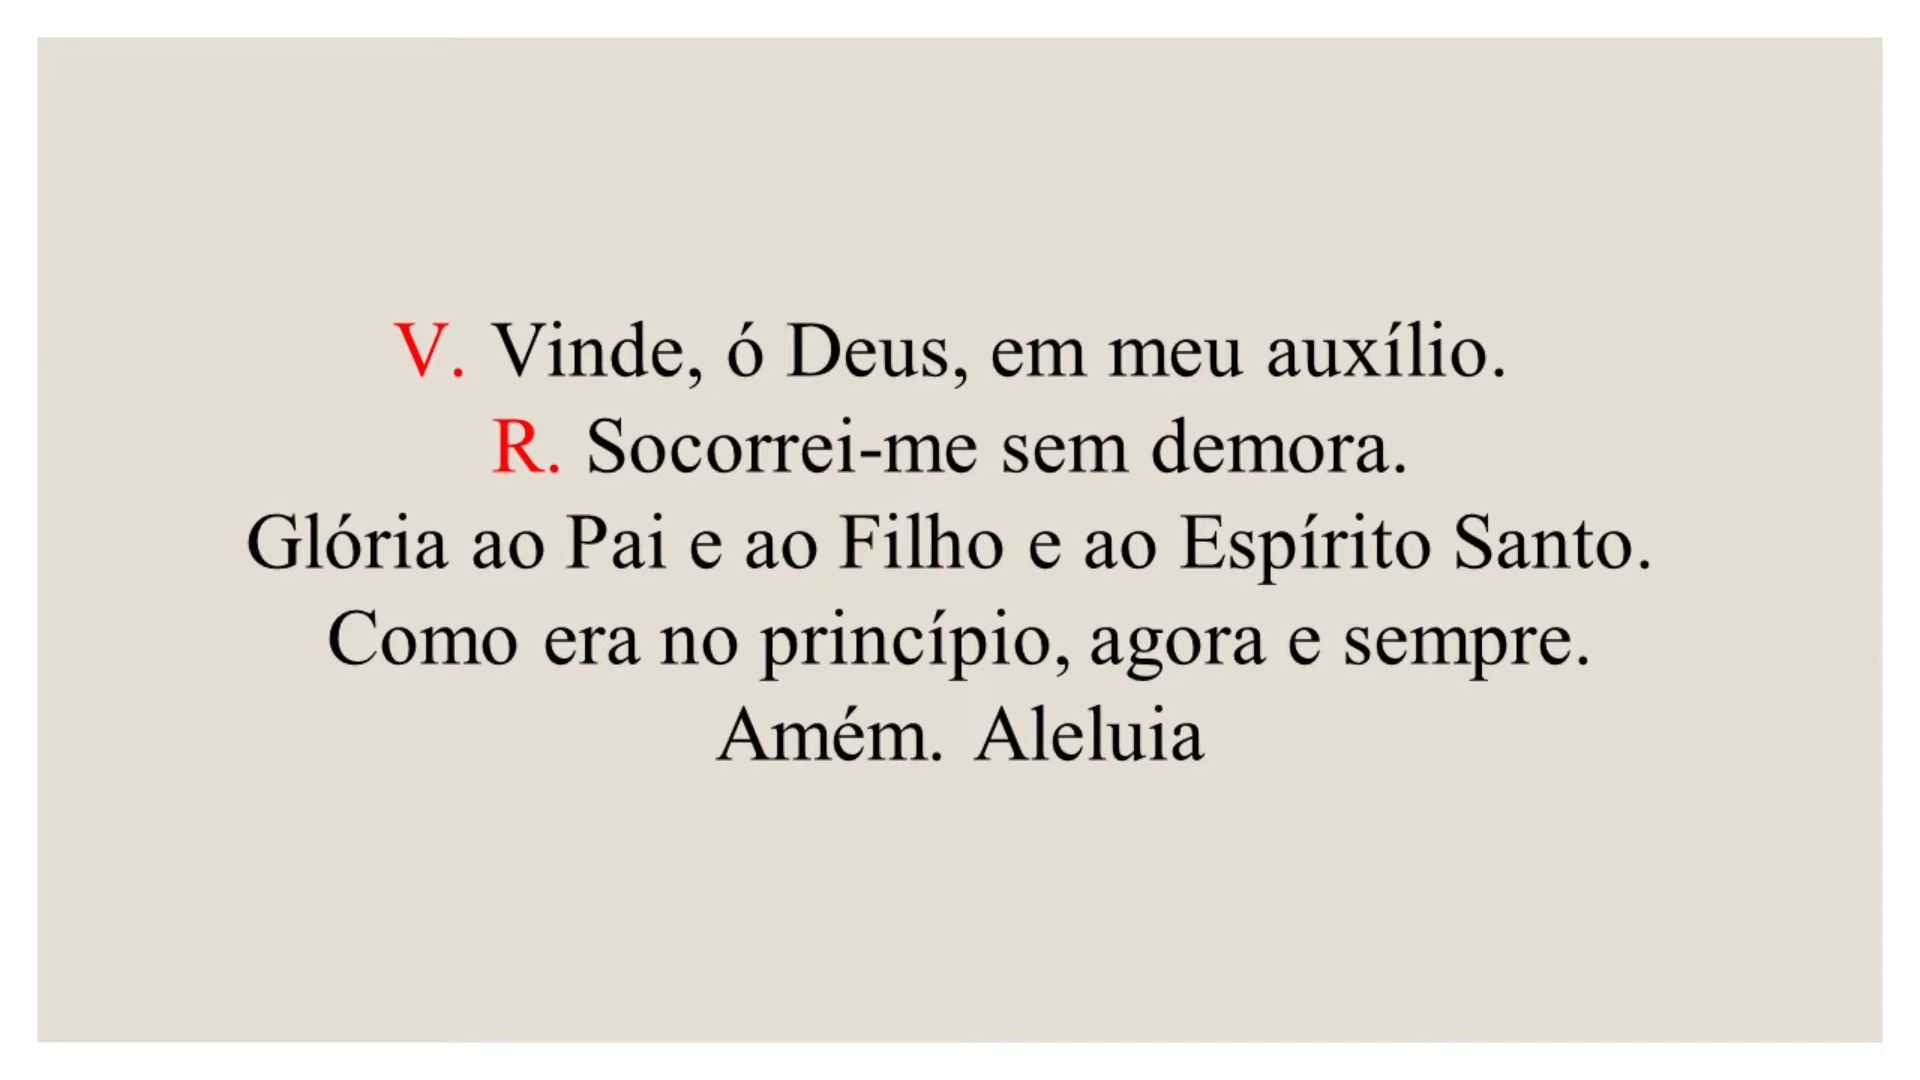 V. Vinde, ó Deus, em meu auxílio.
R. Socorrei-me sem demora.
Glória ao Pai e ao Filho e ao Espírito Santo.
Como era no princípio, agora e sempre.
Amém. Aleluia